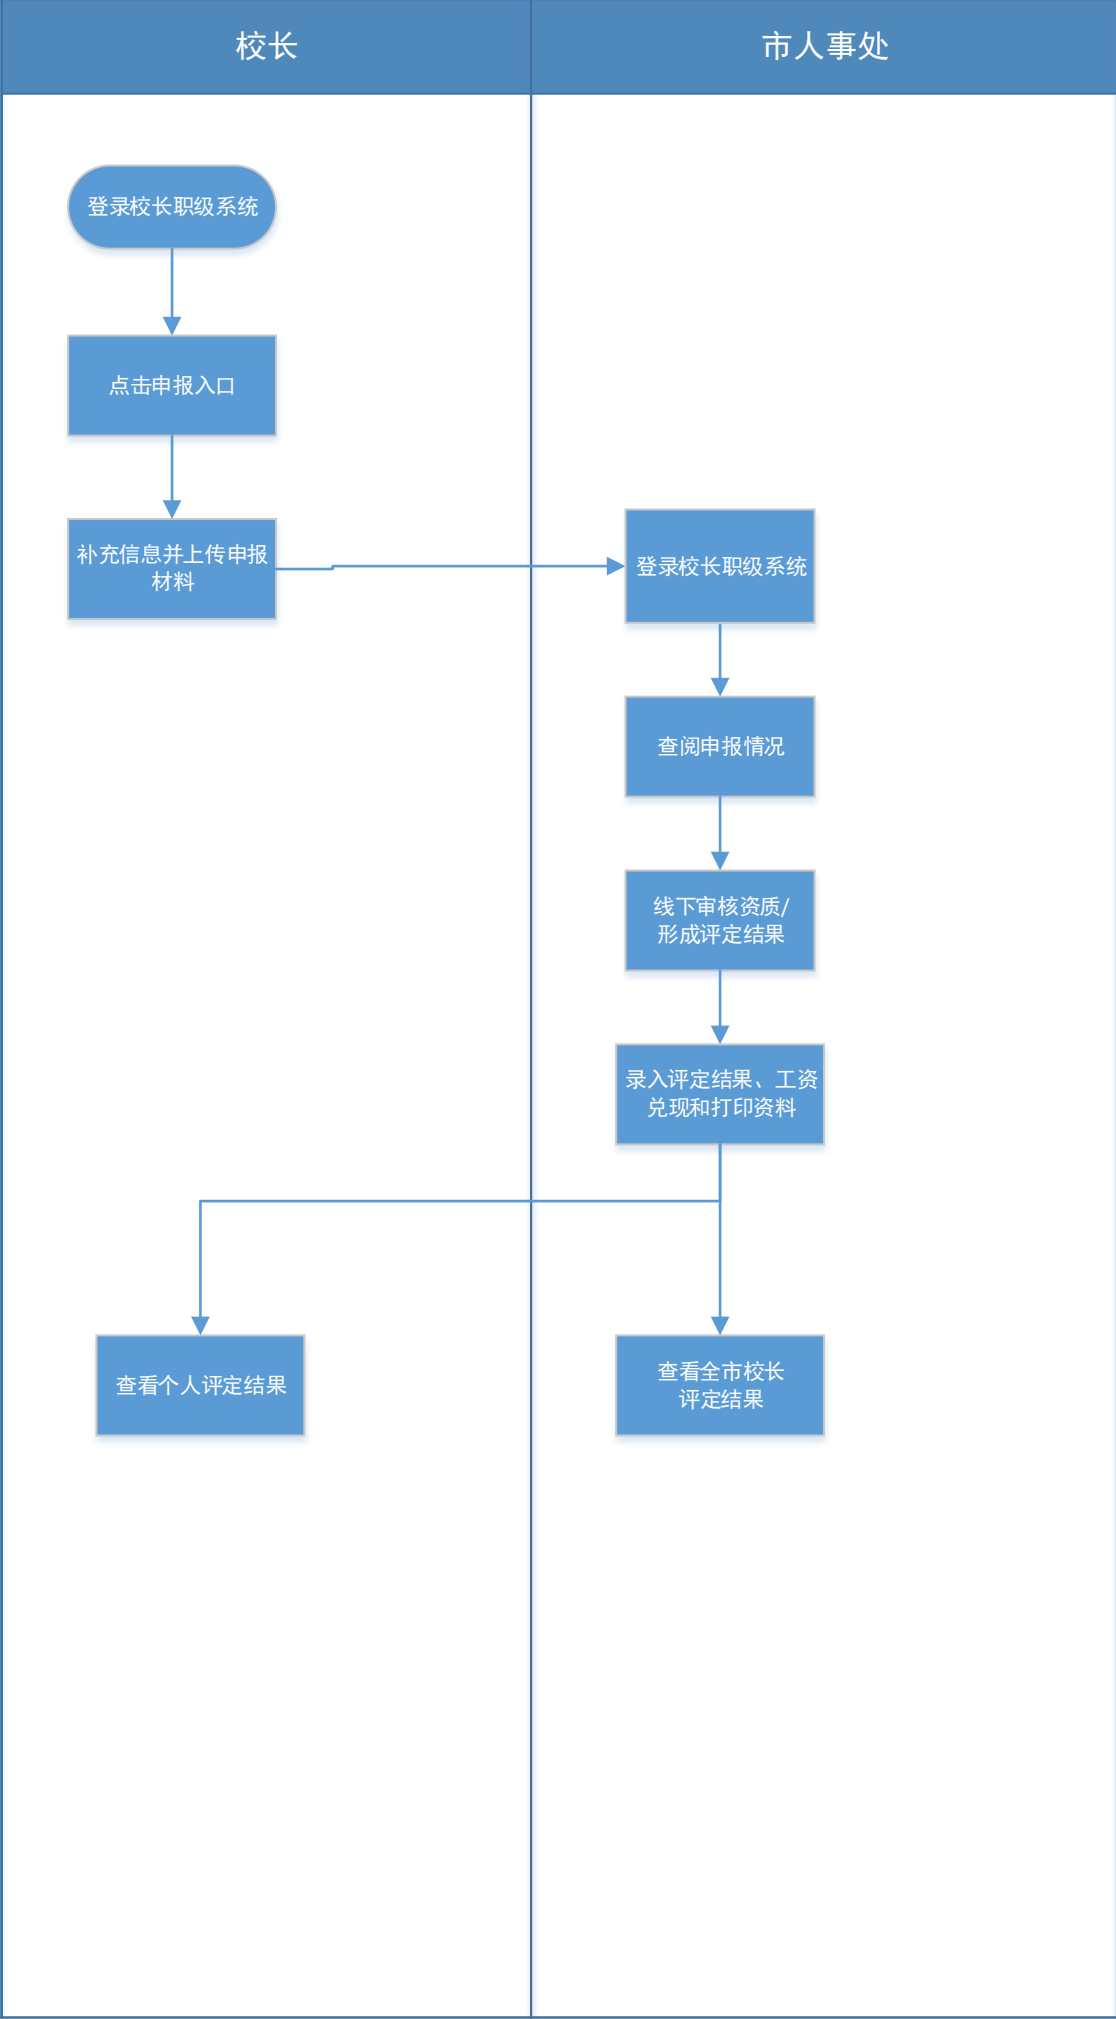 校长
市人事处
登录校长职级系统
点击申报入口
补充信息并上传申报
材料
登录校长职级系统
查阅申报情况
线下审核资质/
形成评定结果
录入评定结果、工资
兑现和打印资料
查看个人评定结果
查看全市校长
评定结果